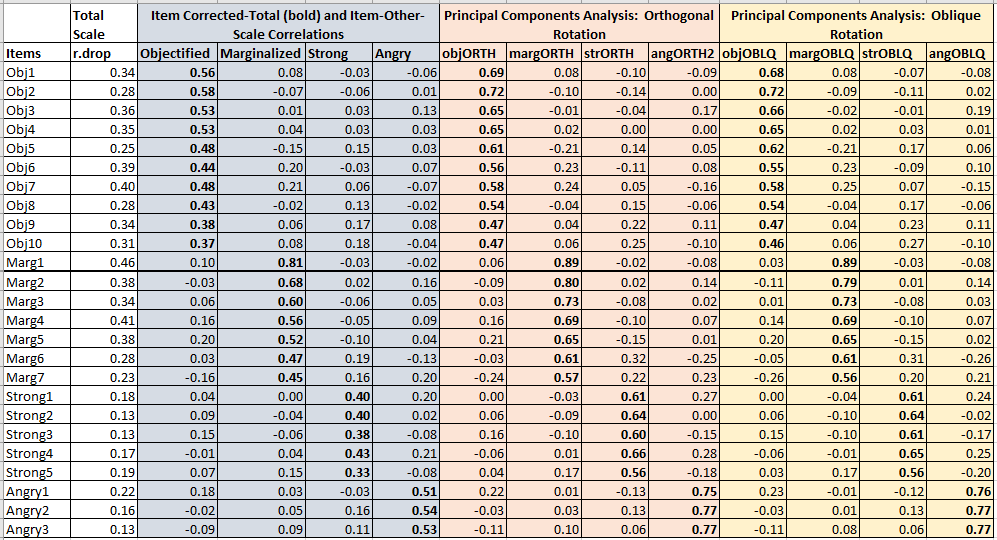 Total Scale Item Corrected-Total (bold) and Item-Other-Scale Correlations Principal Components Analysis: Orthogonal Rotation Principal Components Analysis: Oblique Rotation
Items r.drop Objectified Marginalized Strong Angry objORTH margORTH strORTH angORTH2 objOBLQ margOBLQ strOBLQ angOBLQ
Obj1 0.34 0.56 0.08 -0.03 -0.06 0.69 0.08 -0.10 -0.09 0.68 0.08 -0.07 -0.08
Obj2 0.28 0.58 -0.07 -0.06 0.01 0.72 -0.10 -0.14 0.00 0.72 -0.09 -0.11 0.02
Obj3 0.36 0.53 0.01 0.03 0.13 0.65 -0.01 -0.04 0.17 0.66 -0.02 -0.01 0.19
Obj4 0.35 0.53 0.04 0.03 0.03 0.65 0.02 0.00 0.00 0.65 0.02 0.03 0.01
Obj5 0.25 0.48 -0.15 0.15 0.03 0.61 -0.21 0.14 0.05 0.62 -0.21 0.17 0.06
Obj6 0.39 0.44 0.20 -0.03 0.07 0.56 0.23 -0.11 0.08 0.55 0.23 -0.09 0.10
Obj7 0.40 0.48 0.21 0.06 -0.07 0.58 0.24 0.05 -0.16 0.58 0.25 0.07 -0.15
Obj8 0.28 0.43 -0.02 0.13 -0.02 0.54 -0.04 0.15 -0.06 0.54 -0.04 0.17 -0.06
Obj9 0.34 0.38 0.06 0.17 0.08 0.47 0.04 0.22 0.11 0.47 0.04 0.23 0.11
Obj10 0.31 0.37 0.08 0.18 -0.04 0.47 0.06 0.25 -0.10 0.46 0.06 0.27 -0.10
Marg1 0.46 0.10 0.81 -0.03 -0.02 0.06 0.89 -0.02 -0.08 0.03 0.89 -0.03 -0.08
Marg2 0.38 -0.03 0.68 0.02 0.16 -0.09 0.80 0.02 0.14 -0.11 0.79 0.01 0.14
Marg3 0.34 0.06 0.60 -0.06 0.05 0.03 0.73 -0.08 0.02 0.01 0.73 -0.08 0.03
Marg4 0.41 0.16 0.56 -0.05 0.09 0.16 0.69 -0.10 0.07 0.14 0.69 -0.10 0.07
Marg5 0.38 0.20 0.52 -0.10 0.04 0.21 0.65 -0.15 0.01 0.20 0.65 -0.15 0.02
Marg6 0.28 0.03 0.47 0.19 -0.13 -0.03 0.61 0.32 -0.25 -0.05 0.61 0.31 -0.26
Marg7 0.23 -0.16 0.45 0.16 0.20 -0.24 0.57 0.22 0.23 -0.26 0.56 0.20 0.21
Strong1 0.18 0.04 0.00 0.40 0.20 0.00 -0.03 0.61 0.27 0.00 -0.04 0.61 0.24
Strong2 0.13 0.09 -0.04 0.40 0.02 0.06 -0.09 0.64 0.00 0.06 -0.10 0.64 -0.02
Strong3 0.13 0.15 -0.06 0.38 -0.08 0.16 -0.10 0.60 -0.15 0.15 -0.10 0.61 -0.17
Strong4 0.17 -0.01 0.04 0.43 0.21 -0.06 0.01 0.66 0.28 -0.06 -0.01 0.65 0.25
Strong5 0.19 0.07 0.15 0.33 -0.08 0.04 0.17 0.56 -0.18 0.03 0.17 0.56 -0.20
Angry1 0.22 0.18 0.03 -0.03 0.51 0.22 0.01 -0.13 0.75 0.23 -0.01 -0.12 0.76
Angry2 0.16 -0.02 0.05 0.16 0.54 -0.03 0.03 0.13 0.77 -0.03 0.01 0.13 0.77
Angry3 0.13 -0.09 0.09 0.11 0.53 -0.11 0.10 0.06 0.77 -0.11 0.08 0.06 0.77